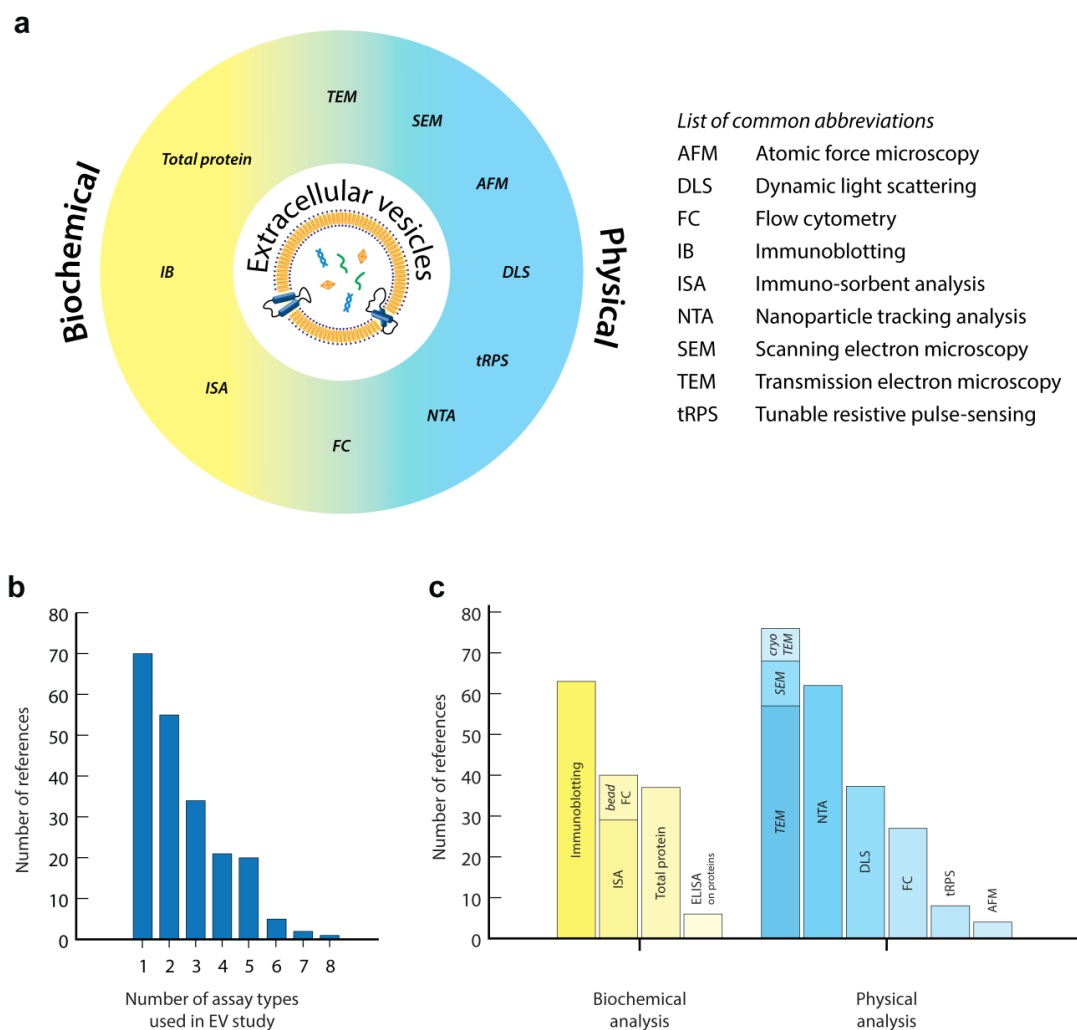 a
Biochemical
Physical
Extracellular vesicles
TEM
SEM
Total protein
AFM
IB
DLS
tRPS
ISA
NTA
FC
List of common abbreviations
AFM Atomic force microscopy
DLS Dynamic light scattering
FC Flow cytometry
IB Immunoblotting
ISA Immuno-sorbent analysis
NTA Nanoparticle tracking analysis
SEM Scanning electron microscopy
TEM Transmission electron microscopy
tRPS Tunable resistive pulse-sensing
b
Number of references
80
70
60
50
40
30
20
10
0
1 2 3 4 5 6 7 8
Number of assay types
used in EV study
c
Number of references
80
70
60
50
40
30
20
10
0
Immunoblotting
bead
FC
ISA
Total protein
ELISA
on proteins
cryo
TEM
SEM
TEM
NTA
DLS
FC
tRPS
AFM
Biochemical
analysis
Physical
analysis